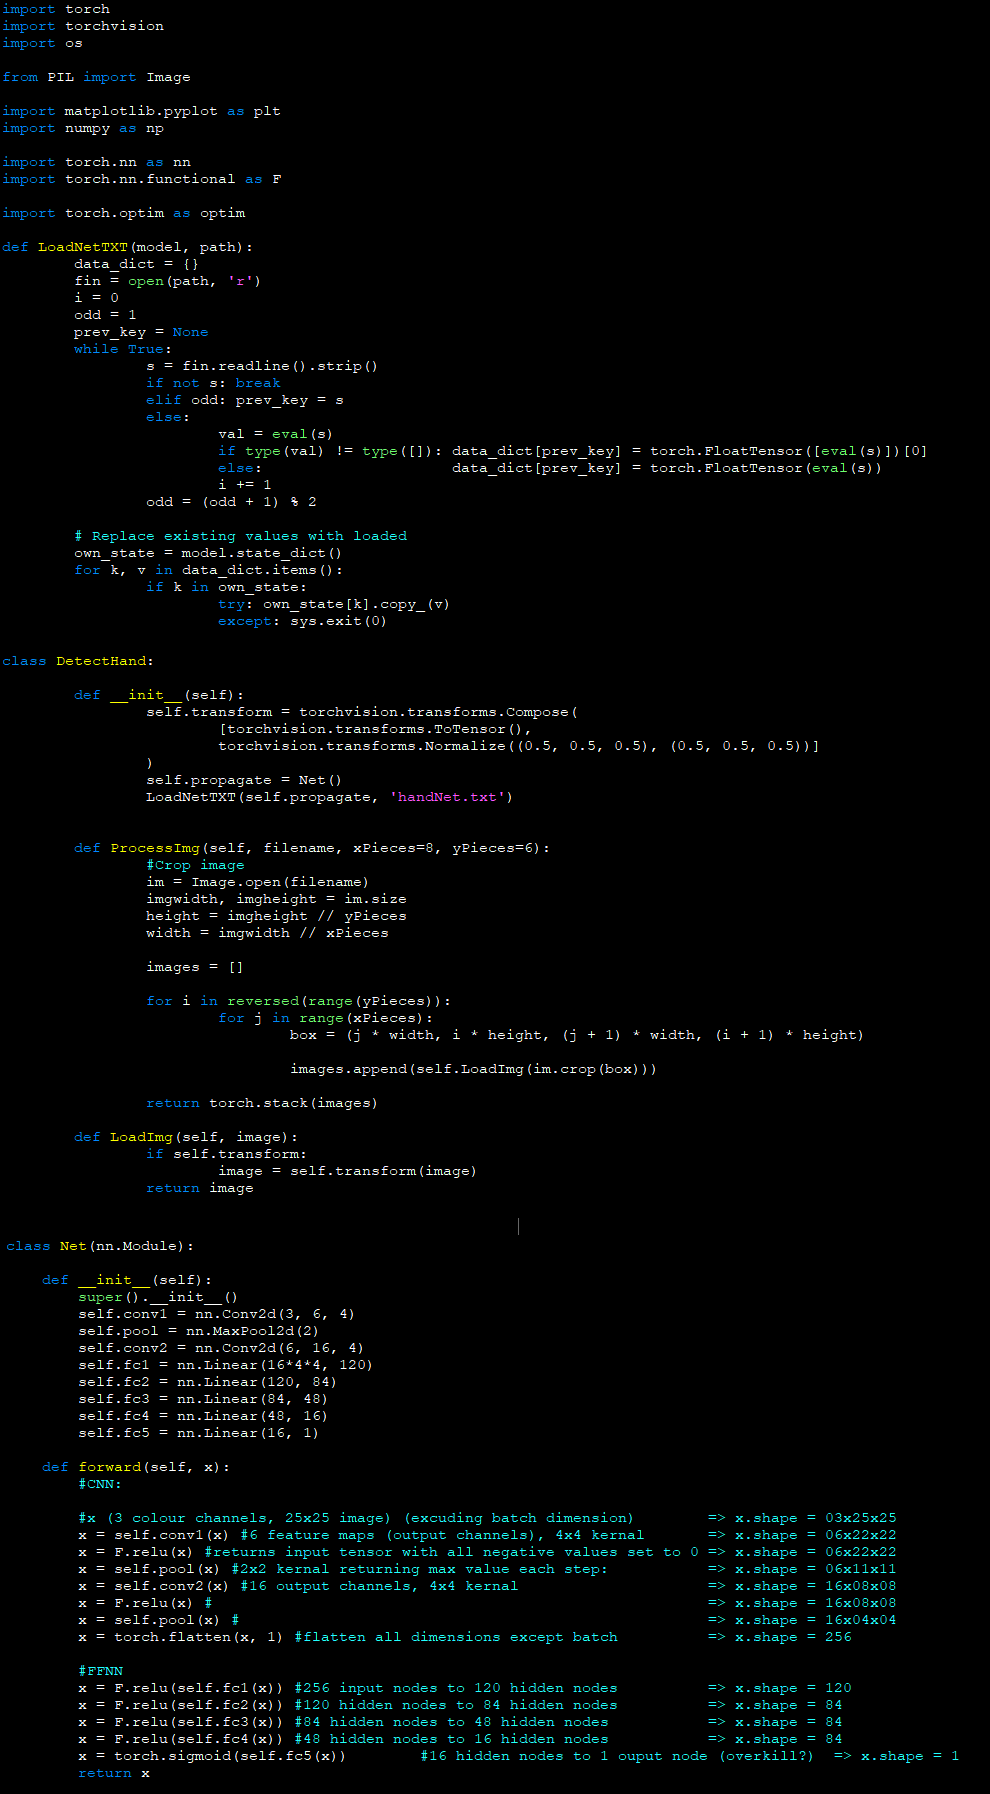 import torch
import torchvision
import os
from PIL import Image
import matplotlib.pyplot as plt
import numpy as np
import torch.nn as nn
import torch.nn.functional as F
import torch.optim as optim
def LoadNetTXT(model, path):
data_dict = {}
fin = open(path, 'r')
i = 0
odd = 1
prev_key = None
while True:
s = fin.readline().strip()
if not s: break
elif odd: prev_key = s
else:
val = eval(s)
if type(val) != type([]): data_dict[prev_key] = torch.FloatTensor([eval(s)])[0]
else: data_dict[prev_key] = torch.FloatTensor(eval(s))
i += 1
odd = (odd + 1) % 2
# Replace existing values with loaded
own_state = model.state_dict()
for k, v in data_dict.items():
if k in own_state:
try: own_state[k].copy_(v)
except: sys.exit(0)
class DetectHand:
def __init__(self):
self.transform = torchvision.transforms.Compose(
[torchvision.transforms.ToTensor(),
torchvision.transforms.Normalize((0.5, 0.5, 0.5), (0.5, 0.5, 0.5))]
)
self.propagate = Net()
LoadNetTXT(self.propagate, 'handNet.txt')
def ProcessImg(self, filename, xPieces=8, yPieces=6):
#Crop image
im = Image.open(filename)
imgwidth, imgheight = im.size
height = imgheight // yPieces
width = imgwidth // xPieces
images = []
for i in reversed(range(yPieces)):
for j in range(xPieces):
box = (j * width, i * height, (j + 1) * width, (i + 1) * height)
images.append(self.LoadImg(im.crop(box)))
return torch.stack(images)
def LoadImg(self, image):
if self.transform:
image = self.transform(image)
return image
class Net(nn.Module):
def __init__(self):
super().__init__()
self.conv1 = nn.Conv2d(3, 6, 4)
self.pool = nn.MaxPool2d(2)
self.conv2 = nn.Conv2d(6, 16, 4)
self.fc1 = nn.Linear(16*4*4, 120)
self.fc2 = nn.Linear(120, 84)
self.fc3 = nn.Linear(84, 48)
self.fc4 = nn.Linear(48, 16)
self.fc5 = nn.Linear(16, 1)
def forward(self, x):
#CNN:
#x (3 colour channels, 25x25 image) (excuding batch dimension) => x.shape = 03x25x25
x = self.conv1(x) #6 feature maps (output channels), 4x4 kernal => x.shape = 06x22x22
x = F.relu(x) #returns input tensor with all negative values set to 0 => x.shape = 06x22x22
x = self.pool(x) #2x2 kernal returning max value each step: => x.shape = 06x11x11
x = self.conv2(x) #16 output channels, 4x4 kernal => x.shape = 16x08x08
x = F.relu(x) # => x.shape = 16x08x08
x = self.pool(x) # => x.shape = 16x04x04
x = torch.flatten(x, 1) #flatten all dimensions except batch => x.shape = 256
#FFNN
x = F.relu(self.fc1(x)) #256 input nodes to 120 hidden nodes => x.shape = 120
x = F.relu(self.fc2(x)) #120 hidden nodes to 84 hidden nodes => x.shape = 84
x = F.relu(self.fc3(x)) #84 hidden nodes to 48 hidden nodes => x.shape = 84
x = F.relu(self.fc4(x)) #48 hidden nodes to 16 hidden nodes => x.shape = 84
x = torch.sigmoid(self.fc5(x)) #16 hidden nodes to 1 ouput node (overkill?) => x.shape = 1
return x